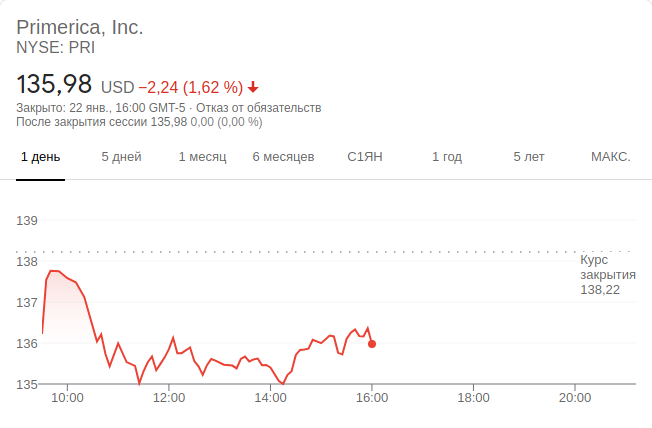 Primerica, Inc.
NYSE: PRI
135,98 USD −2,24 (1,62 %)
Закрыто: 22 янв., 16:00 GMT-5 · Отказ от обязательств
После закрытия сессии 135,98 0,00 (0,00 %)
1 день 5 дней 1 месяц 6 месяцев С1ЯН 1 год 5 лет МАКС.
139
138
137
136
135
Курс
закрытия
138,22
10:00 12:00 14:00 16:00 18:00 20:00